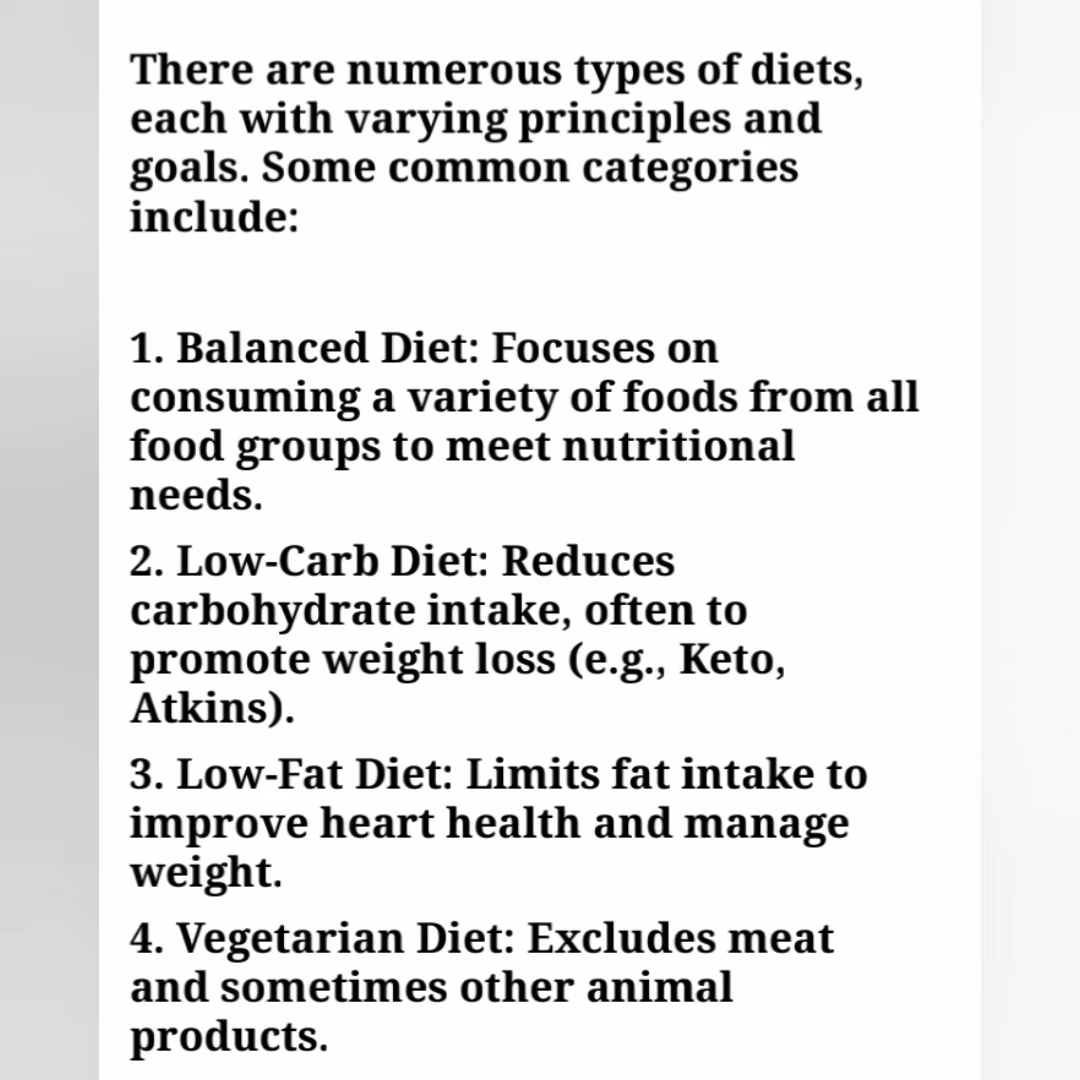 There are numerous types of diets,
each with varying principles and
goals. Some common categories
include:
1. Balanced Diet: Focuses on
consuming a variety of foods from all
food groups to meet nutritional
needs.
2. Low-Carb Diet: Reduces
carbohydrate intake, often to
promote weight loss (e.g., Keto,
Atkins).
3. Low-Fat Diet: Limits fat intake to
improve heart health and manage
weight.
4. Vegetarian Diet: Excludes meat
and sometimes other animal
products.